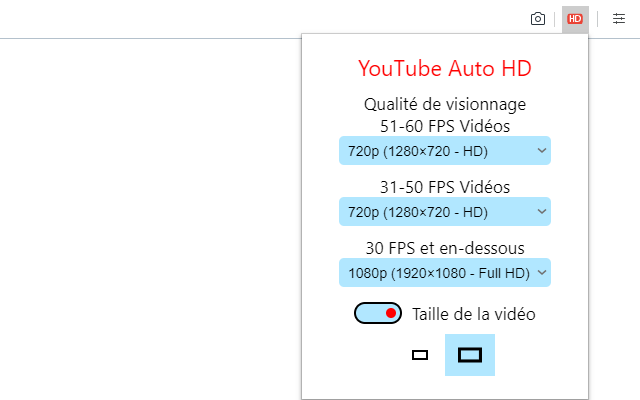 HD
YouTube Auto HD
Qualité de visionnage
51-60 FPS Vidéos
720p (1280×720 - HD)
31-50 FPS Vidéos
720p (1280×720 - HD)
30 FPS et en-dessous
1080p (1920×1080 - Full HD)
Taille de la vidéo